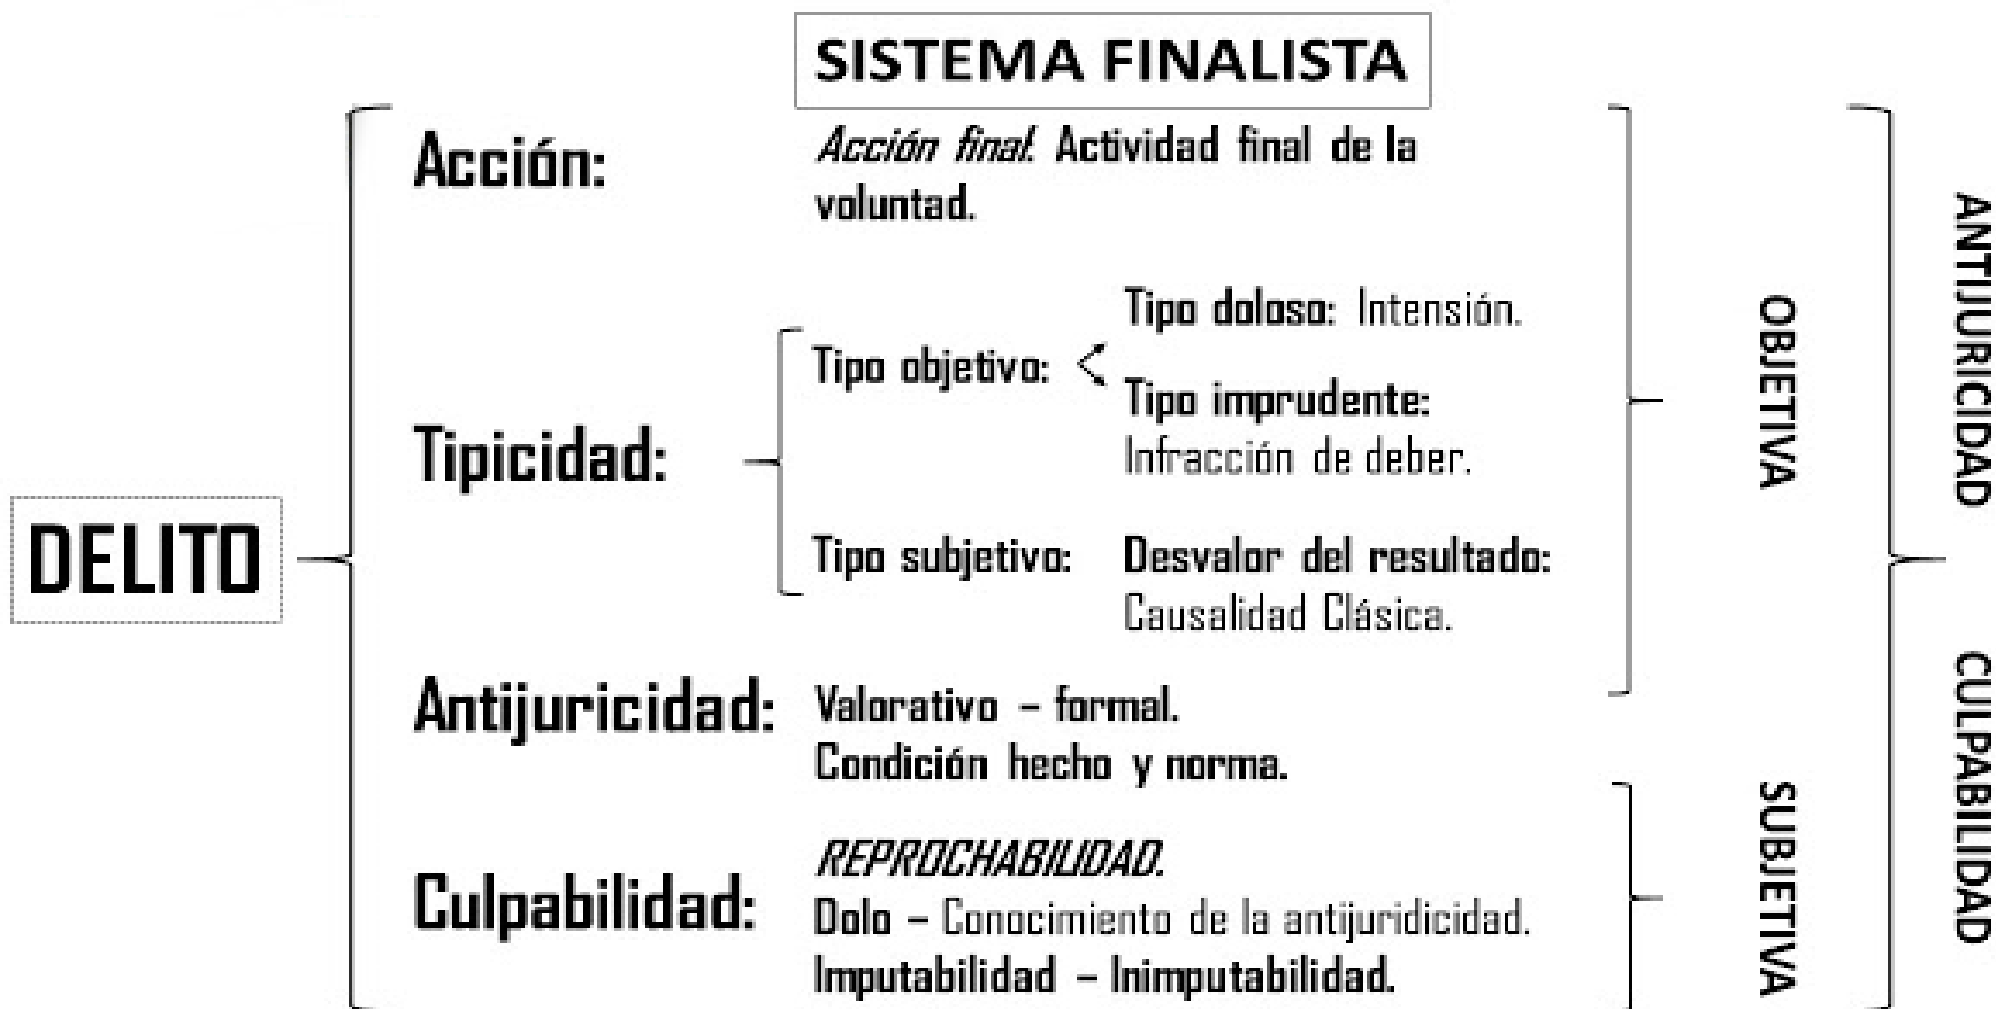 SISTEMA FINALISTA
DELITO
Acción:
Acción final. Actividad final de la
voluntad.
Tipicidad:
Tipo objetivo:
Tipo doloso: Intensión.
Tipo imprudente:
Infracción de deber.
Tipo subjetivo:
Desvalor del resultado:
Causalidad Clásica.
Antijuricidad:
Valorativo – formal.
Condición hecho y norma.
Culpabilidad:
REPROCHABILIDAD.
Dolo – Conocimiento de la antijuridicidad.
Imputabilidad – Inimputabilidad.
OBJETIVA
SUBJETIVA
ANTIJURICIDAD
CULPABILIDAD